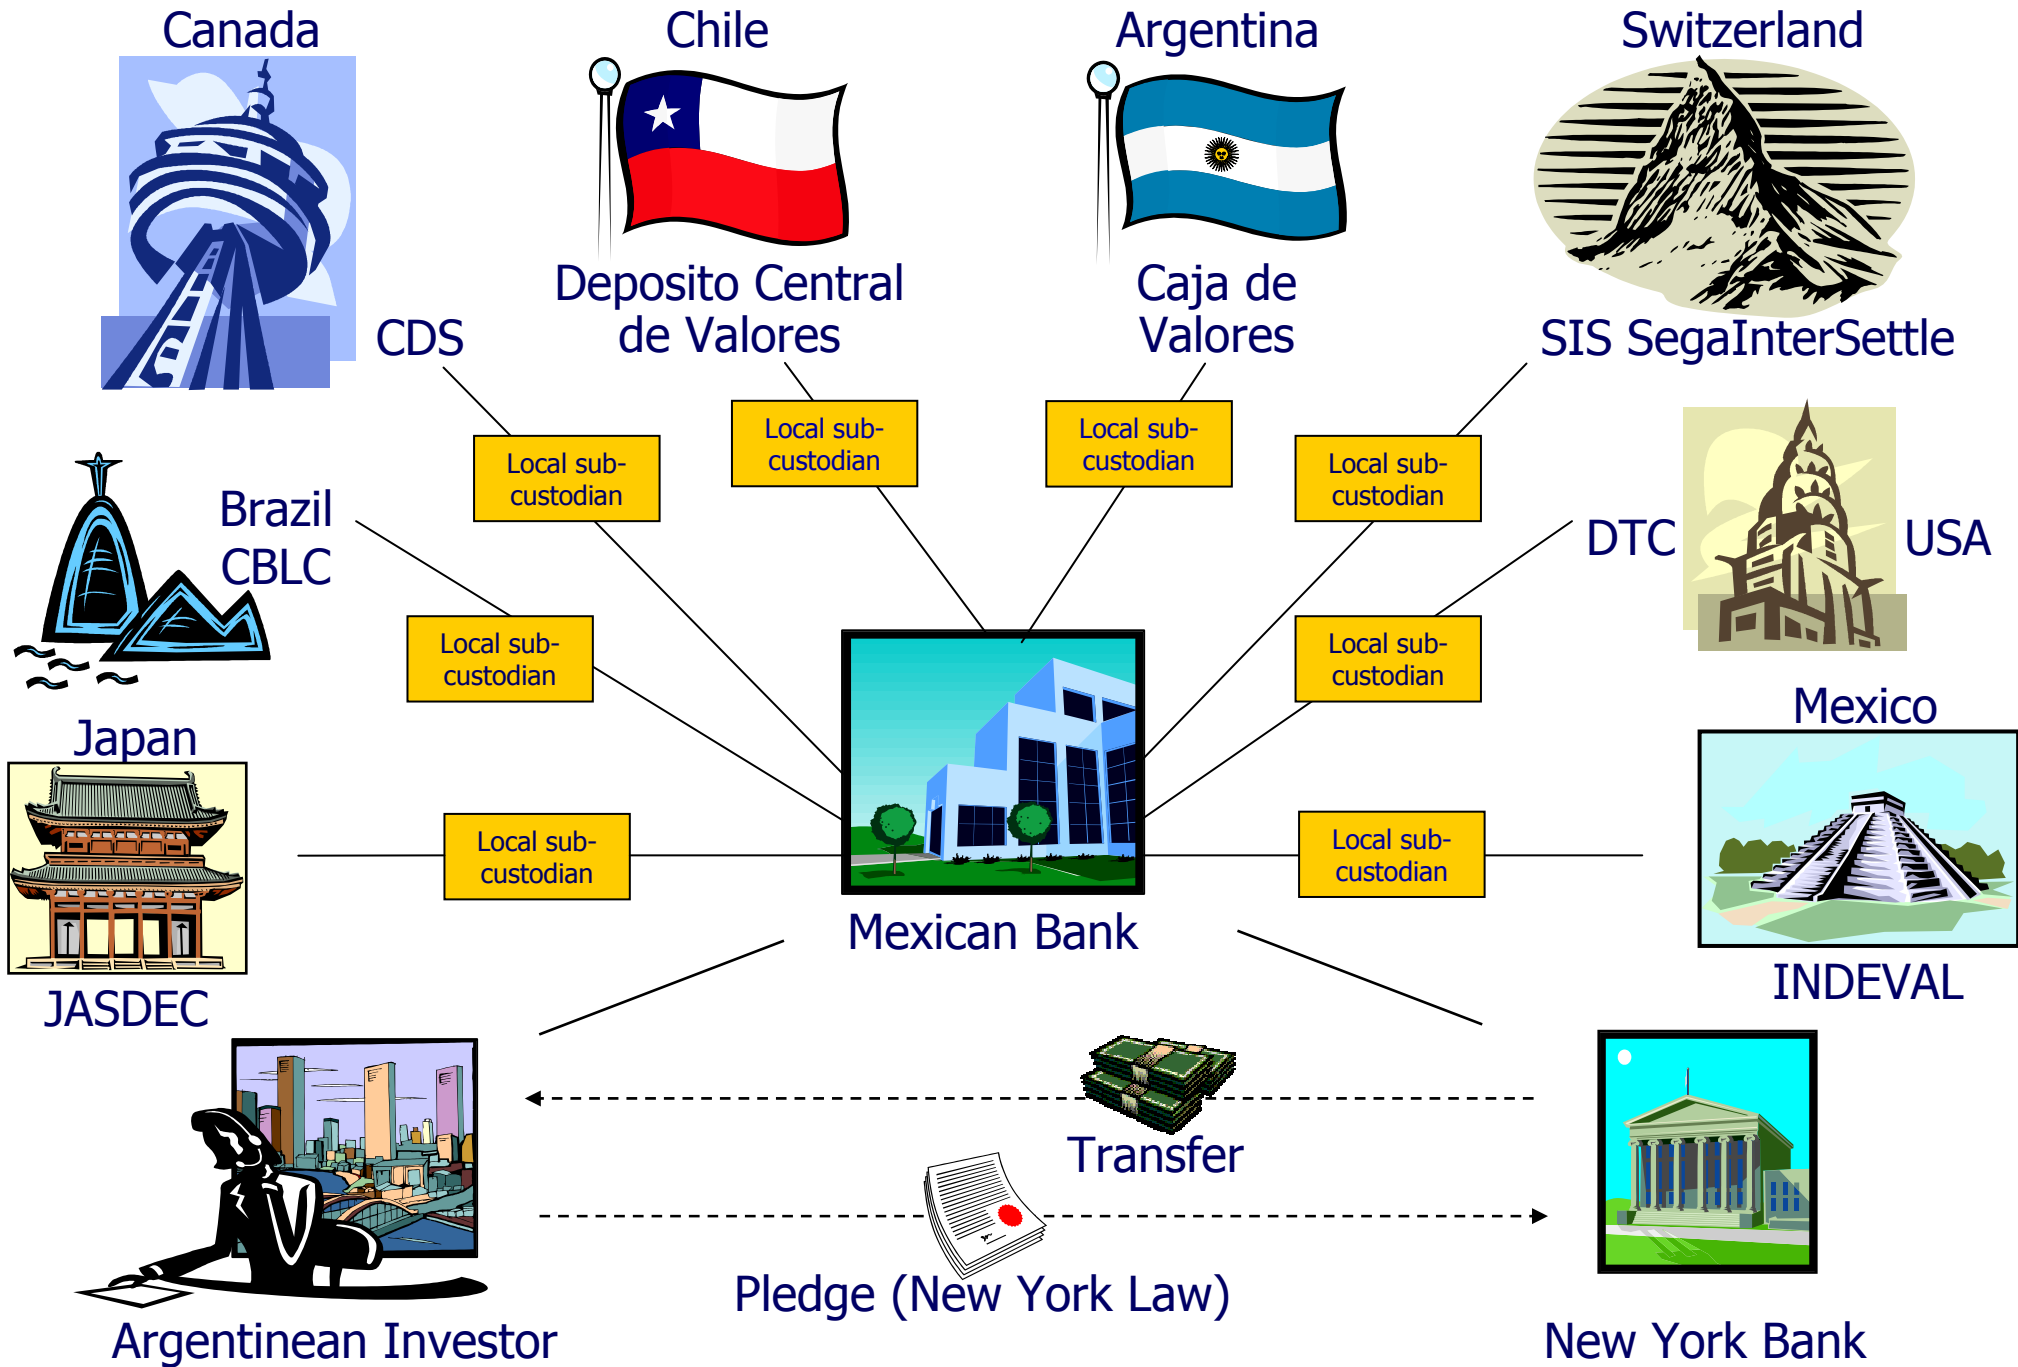 Canada
Chile
Argentina
Switzerland
Deposito Central
de Valores
Caja de
Valores
CDS
SIS SegaInterSettle
Local sub-
custodian
Local sub-
custodian
Local sub-
custodian
Local sub-
custodian
Brazil
CBLC
DTC
USA
Local sub-
custodian
Local sub-
custodian
Japan
Mexico
Local sub-
custodian
Local sub-
custodian
Mexican Bank
JASDEC
INDEVAL
Transfer
Pledge (New York Law)
Argentinean Investor
New York Bank